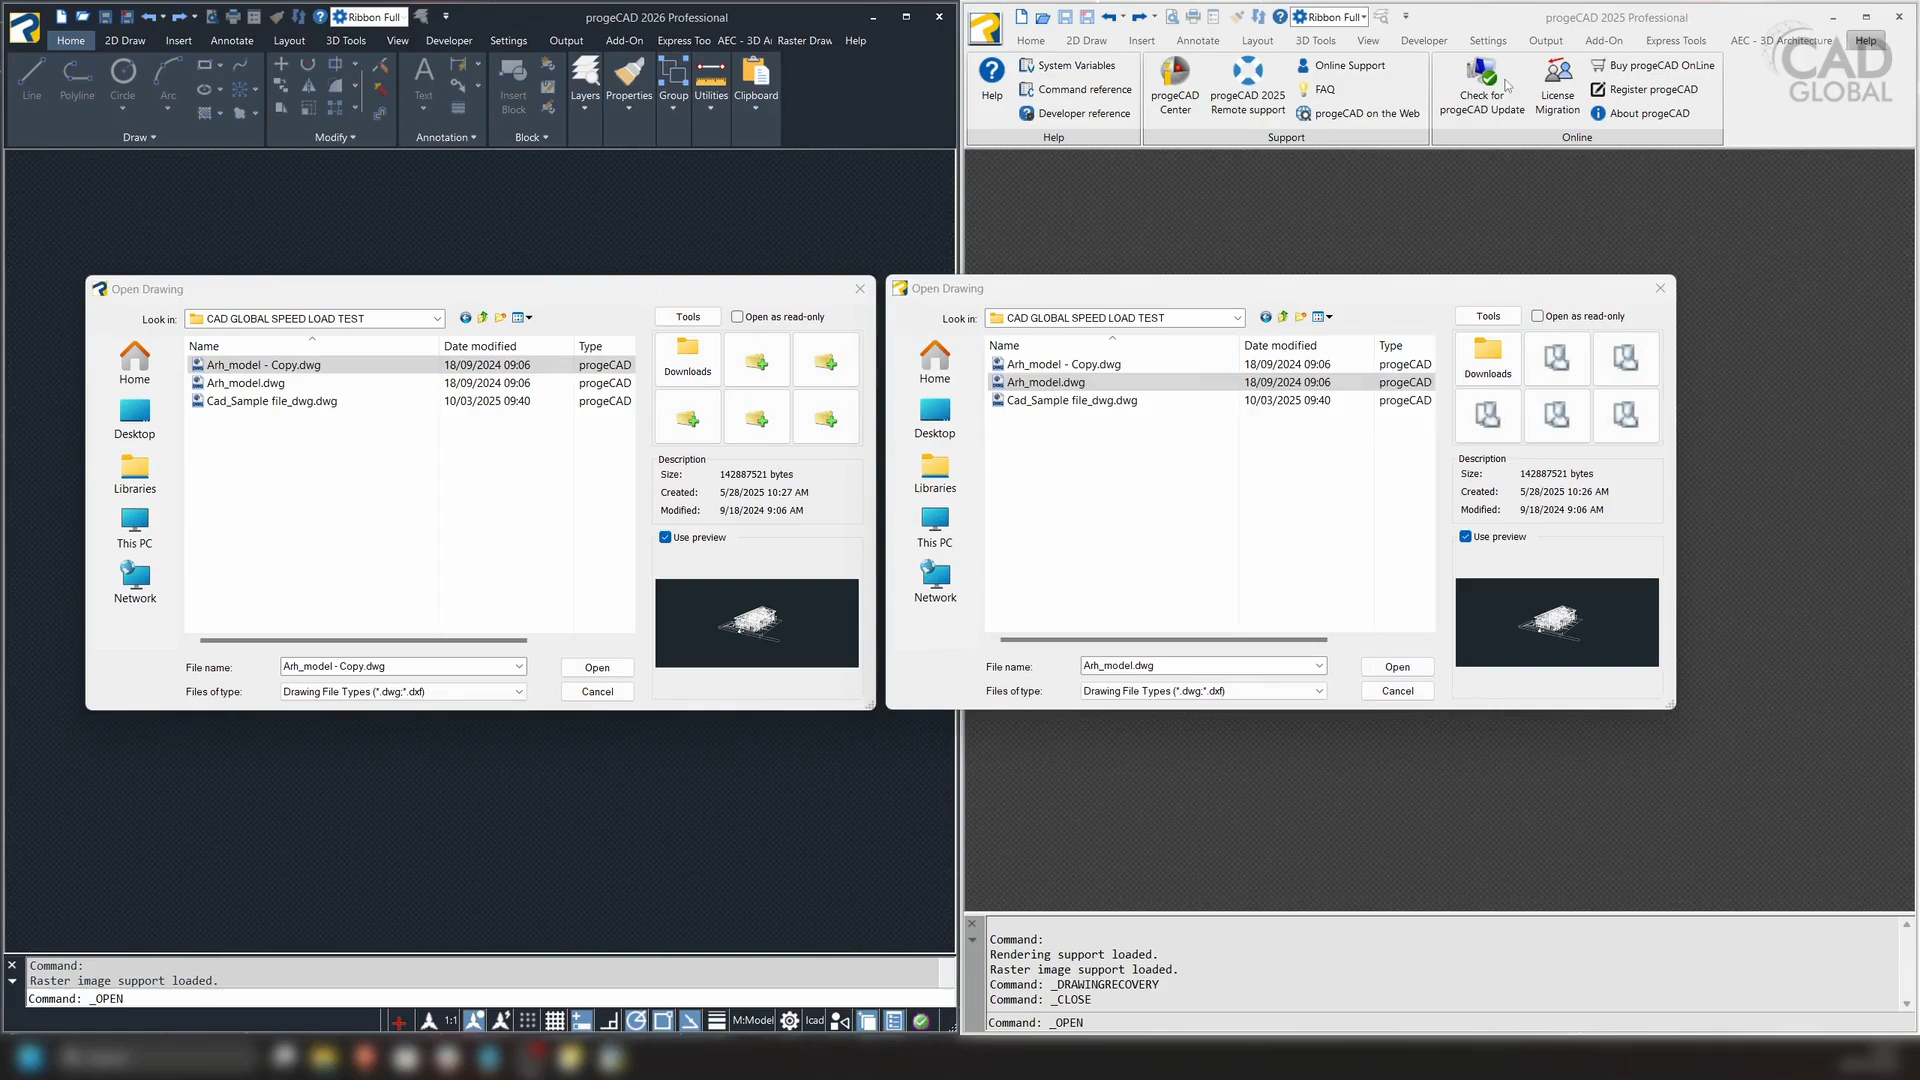 progeCAD 2026 Professional
Ribbon Full
Home 2D Draw Insert Annotate Layout 3D Tools View Developer Settings Output Add-On Express Too AEC - 3D Ar Raster Draw Help
Line Polyline Circle Arc
Text
Insert Block
Layers Properties Group Utilities Clipboard
Draw Modify Annotation Block
progeCAD 2025 Professional
Ribbon Full
Home 2D Draw Insert Annotate Layout 3D Tools View Developer Settings Output Add-On Express Tools AEC - 3D Architecture Help
CAD
GLOBAL
Help
System Variables
Command reference
Developer reference
Help
progeCAD Center
progeCAD 2025 Remote support
Online Support
FAQ
progeCAD on the Web
Support
Check for progeCAD Update
License Migration
Buy progeCAD OnLine
Register progeCAD
About progeCAD
Online
Open Drawing
Look in: CAD GLOBAL SPEED LOAD TEST
Tools Open as read-only
Name Date modified Type
Arh_model - Copy.dwg 18/09/2024 09:06 progeCAD
Arh_model.dwg 18/09/2024 09:06 progeCAD
Cad_Sample file_dwg.dwg 10/03/2025 09:40 progeCAD
Home
Desktop
Libraries
This PC
Network
Downloads
Description
Size: 142887521 bytes
Created: 5/28/2025 10:27 AM
Modified: 9/18/2024 9:06 AM
Use preview
File name: Arh_model - Copy.dwg Open
Files of type: Drawing File Types (*.dwg;*.dxf) Cancel
Open Drawing
Look in: CAD GLOBAL SPEED LOAD TEST
Tools Open as read-only
Name Date modified Type
Arh_model - Copy.dwg 18/09/2024 09:06 progeCAD
Arh_model.dwg 18/09/2024 09:06 progeCAD
Cad_Sample file_dwg.dwg 10/03/2025 09:40 progeCAD
Home
Desktop
Libraries
This PC
Network
Downloads
Description
Size: 142887521 bytes
Created: 5/28/2025 10:26 AM
Modified: 9/18/2024 9:06 AM
Use preview
File name: Arh_model.dwg Open
Files of type: Drawing File Types (*.dwg;*.dxf) Cancel
Command:
Raster image support loaded.
Command: _OPEN
1:1 M:Model Icad
Command:
Rendering support loaded.
Raster image support loaded.
Command: _DRAWINGRECOVERY
Command: _CLOSE
Command: _OPEN